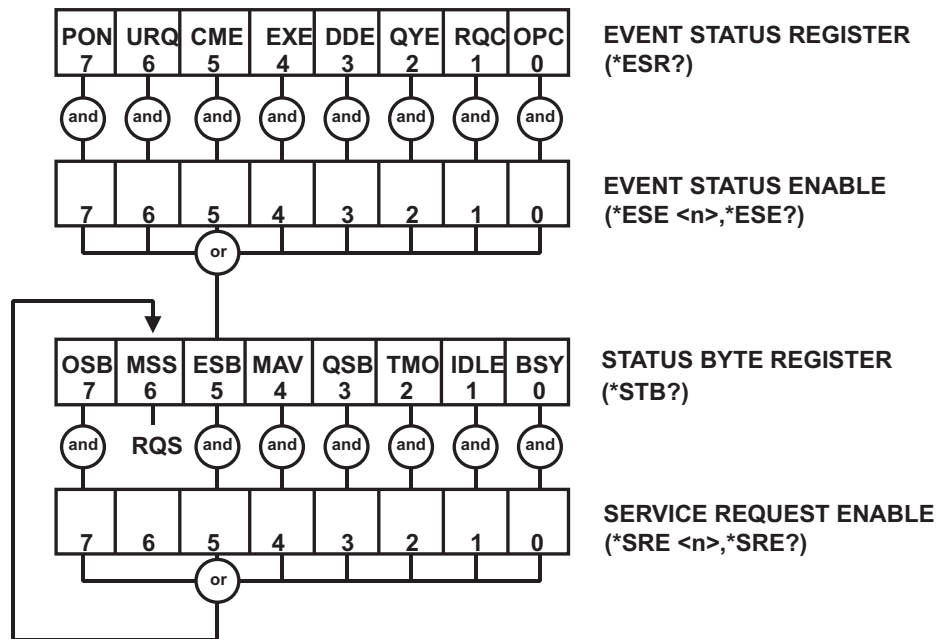 PON URQ CME EXE DDE QYE RQC OPC
7 6 5 4 3 2 1 0
EVENT STATUS REGISTER
(*ESR?)
and and and and and and and and
7 6 5 4 3 2 1 0
EVENT STATUS ENABLE
(*ESE <n>,*ESE?)
or
OSB MSS ESB MAV QSB TMO IDLE BSY
7 6 5 4 3 2 1 0
STATUS BYTE REGISTER
(*STB?)
and RQS and and and and and and
7 6 5 4 3 2 1 0
SERVICE REQUEST ENABLE
(*SRE <n>,*SRE?)
or